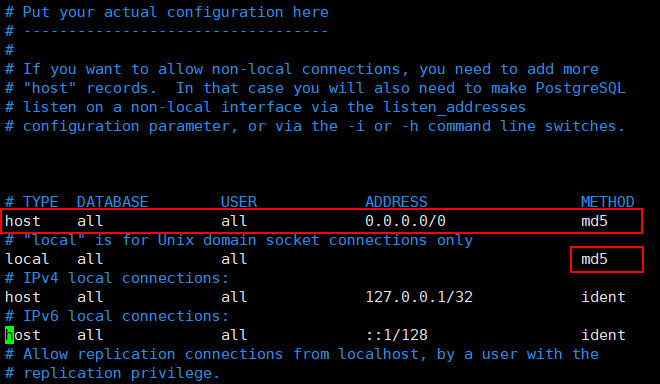 # Put your actual configuration here
# ----------------------------------
#
# If you want to allow non-local connections, you need to add more
# "host" records.  In that case you will also need to make PostgreSQL
# listen on a non-local interface via the listen_addresses
# configuration parameter, or via the -i or -h command line switches.
# TYPE  DATABASE        USER            ADDRESS                 METHOD
host    all             all             0.0.0.0/0               md5
# "local" is for Unix domain socket connections only
local   all             all                                     md5
# IPv4 local connections:
host    all             all             127.0.0.1/32            ident
# IPv6 local connections:
host    all             all             ::1/128                 ident
# Allow replication connections from localhost, by a user with the
# replication privilege.